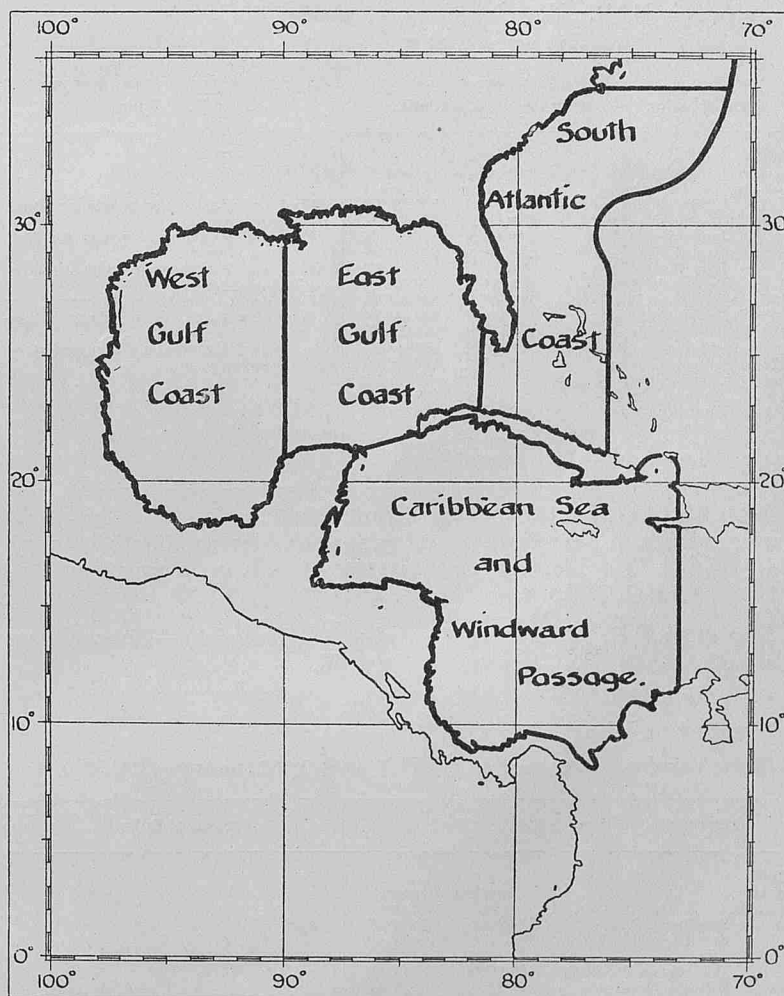 100° 90° 80° 70°
South
Atlantic
30° 30°
West East
Gulf Gulf Coast
Coast Coast
20° 20°
Caribbean Sea
and
Windward
Passage.
10° 10°
0° 0°
100° 90° 80° 70°